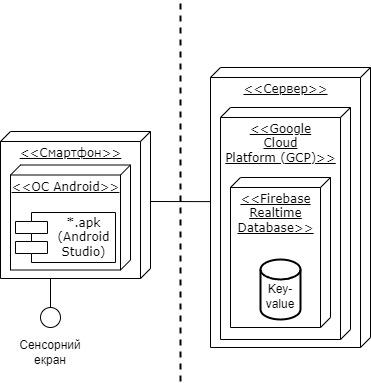 <<Смартфон>>
<<ОС Android>>
*.apk
(Android
Studio)
Сенсорний
екран
<<Сервер>>
<<Google
Cloud
Platform (GCP)>>
<<Firebase
Realtime
Database>>
Key-
value